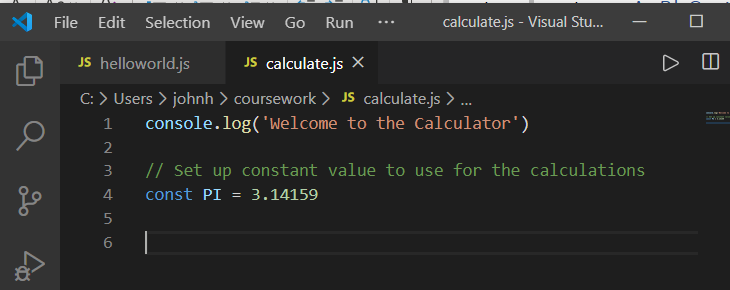 File Edit Selection View Go Run ··· calculate.js - Visual Stu...
JS helloworld.js JS calculate.js
C: > Users > johnh > coursework > JS calculate.js > ...
1 console.log('Welcome to the Calculator')
2
3 // Set up constant value to use for the calculations
4 const PI = 3.14159
5
6